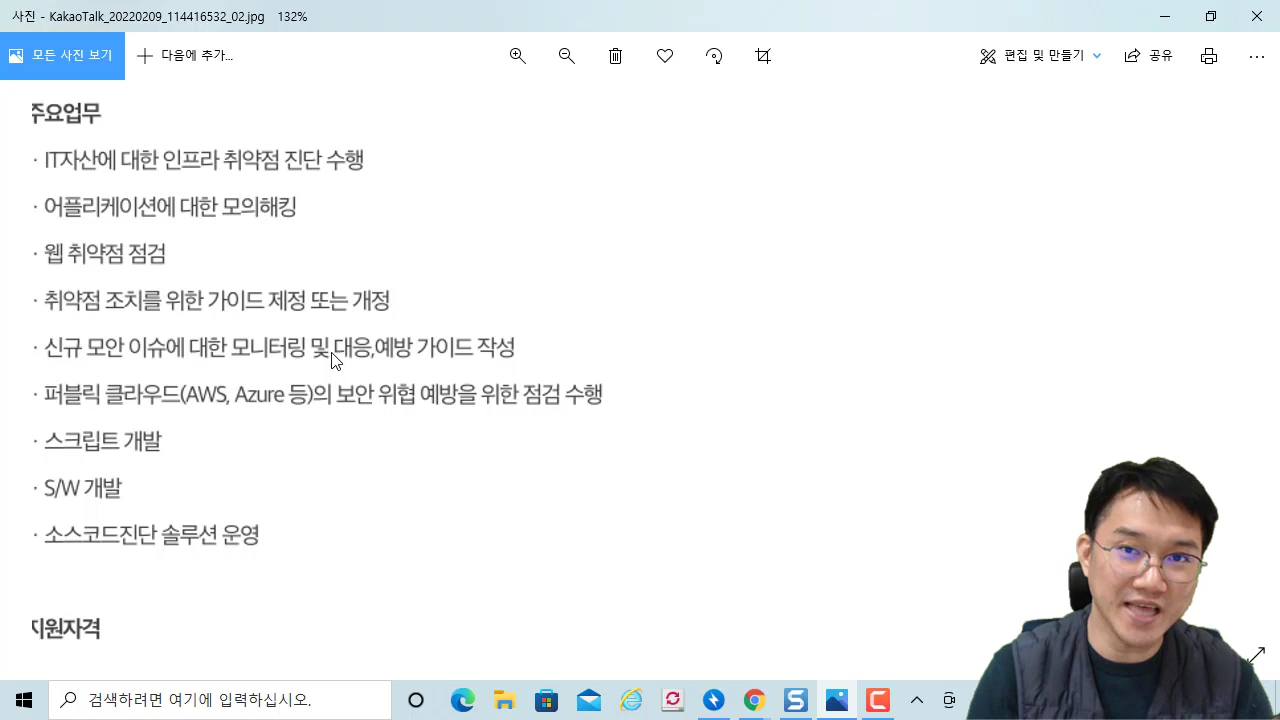 사진 - KakaoTalk_20220209_114416532_02.jpg 132%
모든 사진 보기 다음에 추가... 편집 및 만들기 공유
주요업무
· IT자산에 대한 인프라 취약점 진단 수행
· 어플리케이션에 대한 모의해킹
· 웹 취약점 점검
· 취약점 조치를 위한 가이드 제정 또는 개정
· 신규 모안 이슈에 대한 모니터링 및 대응,예방 가이드 작성
· 퍼블릭 클라우드(AWS, Azure 등)의 보안 위협 예방을 위한 점검 수행
· 스크립트 개발
· S/W 개발
· 소스코드진단 솔루션 운영
지원자격
검색하려면 여기에 입력하십시오.